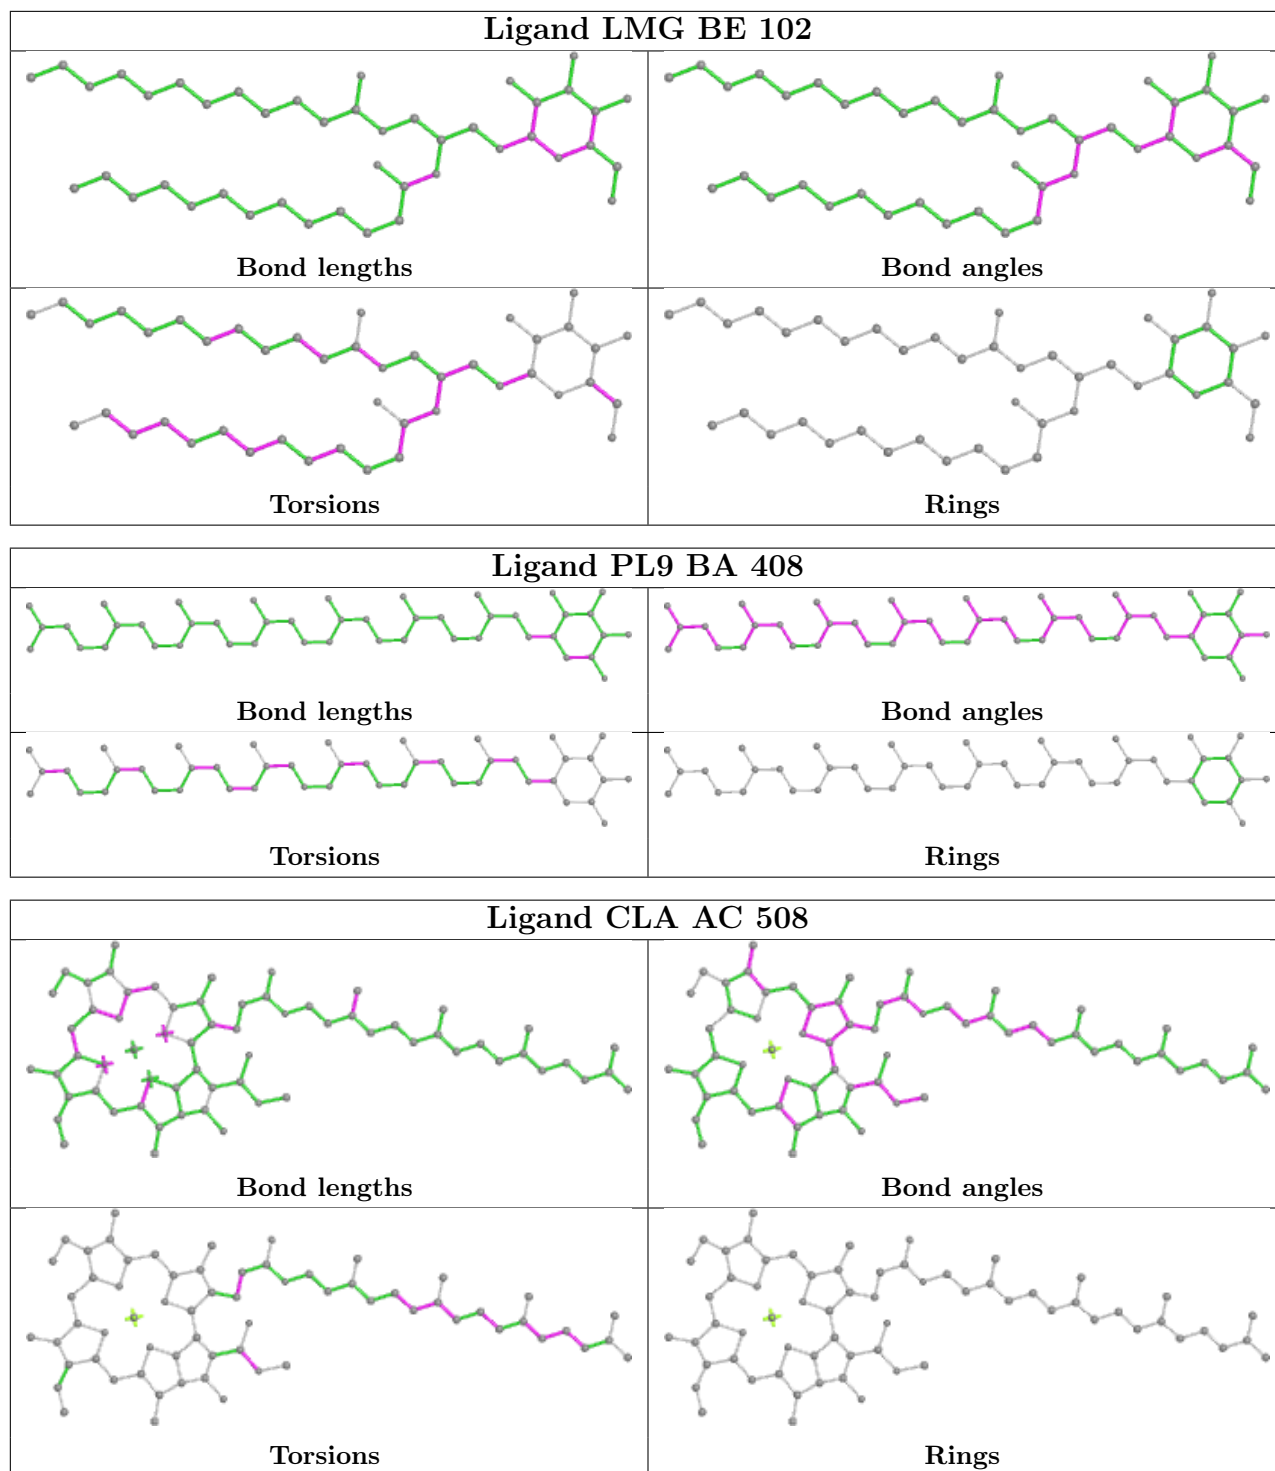 Ligand LMG BE 102
Bond lengths
Bond angles
Torsions
Rings
Ligand PL9 BA 408
Bond lengths
Bond angles
Torsions
Rings
Ligand CLA AC 508
Bond lengths
Bond angles
Torsions
Rings